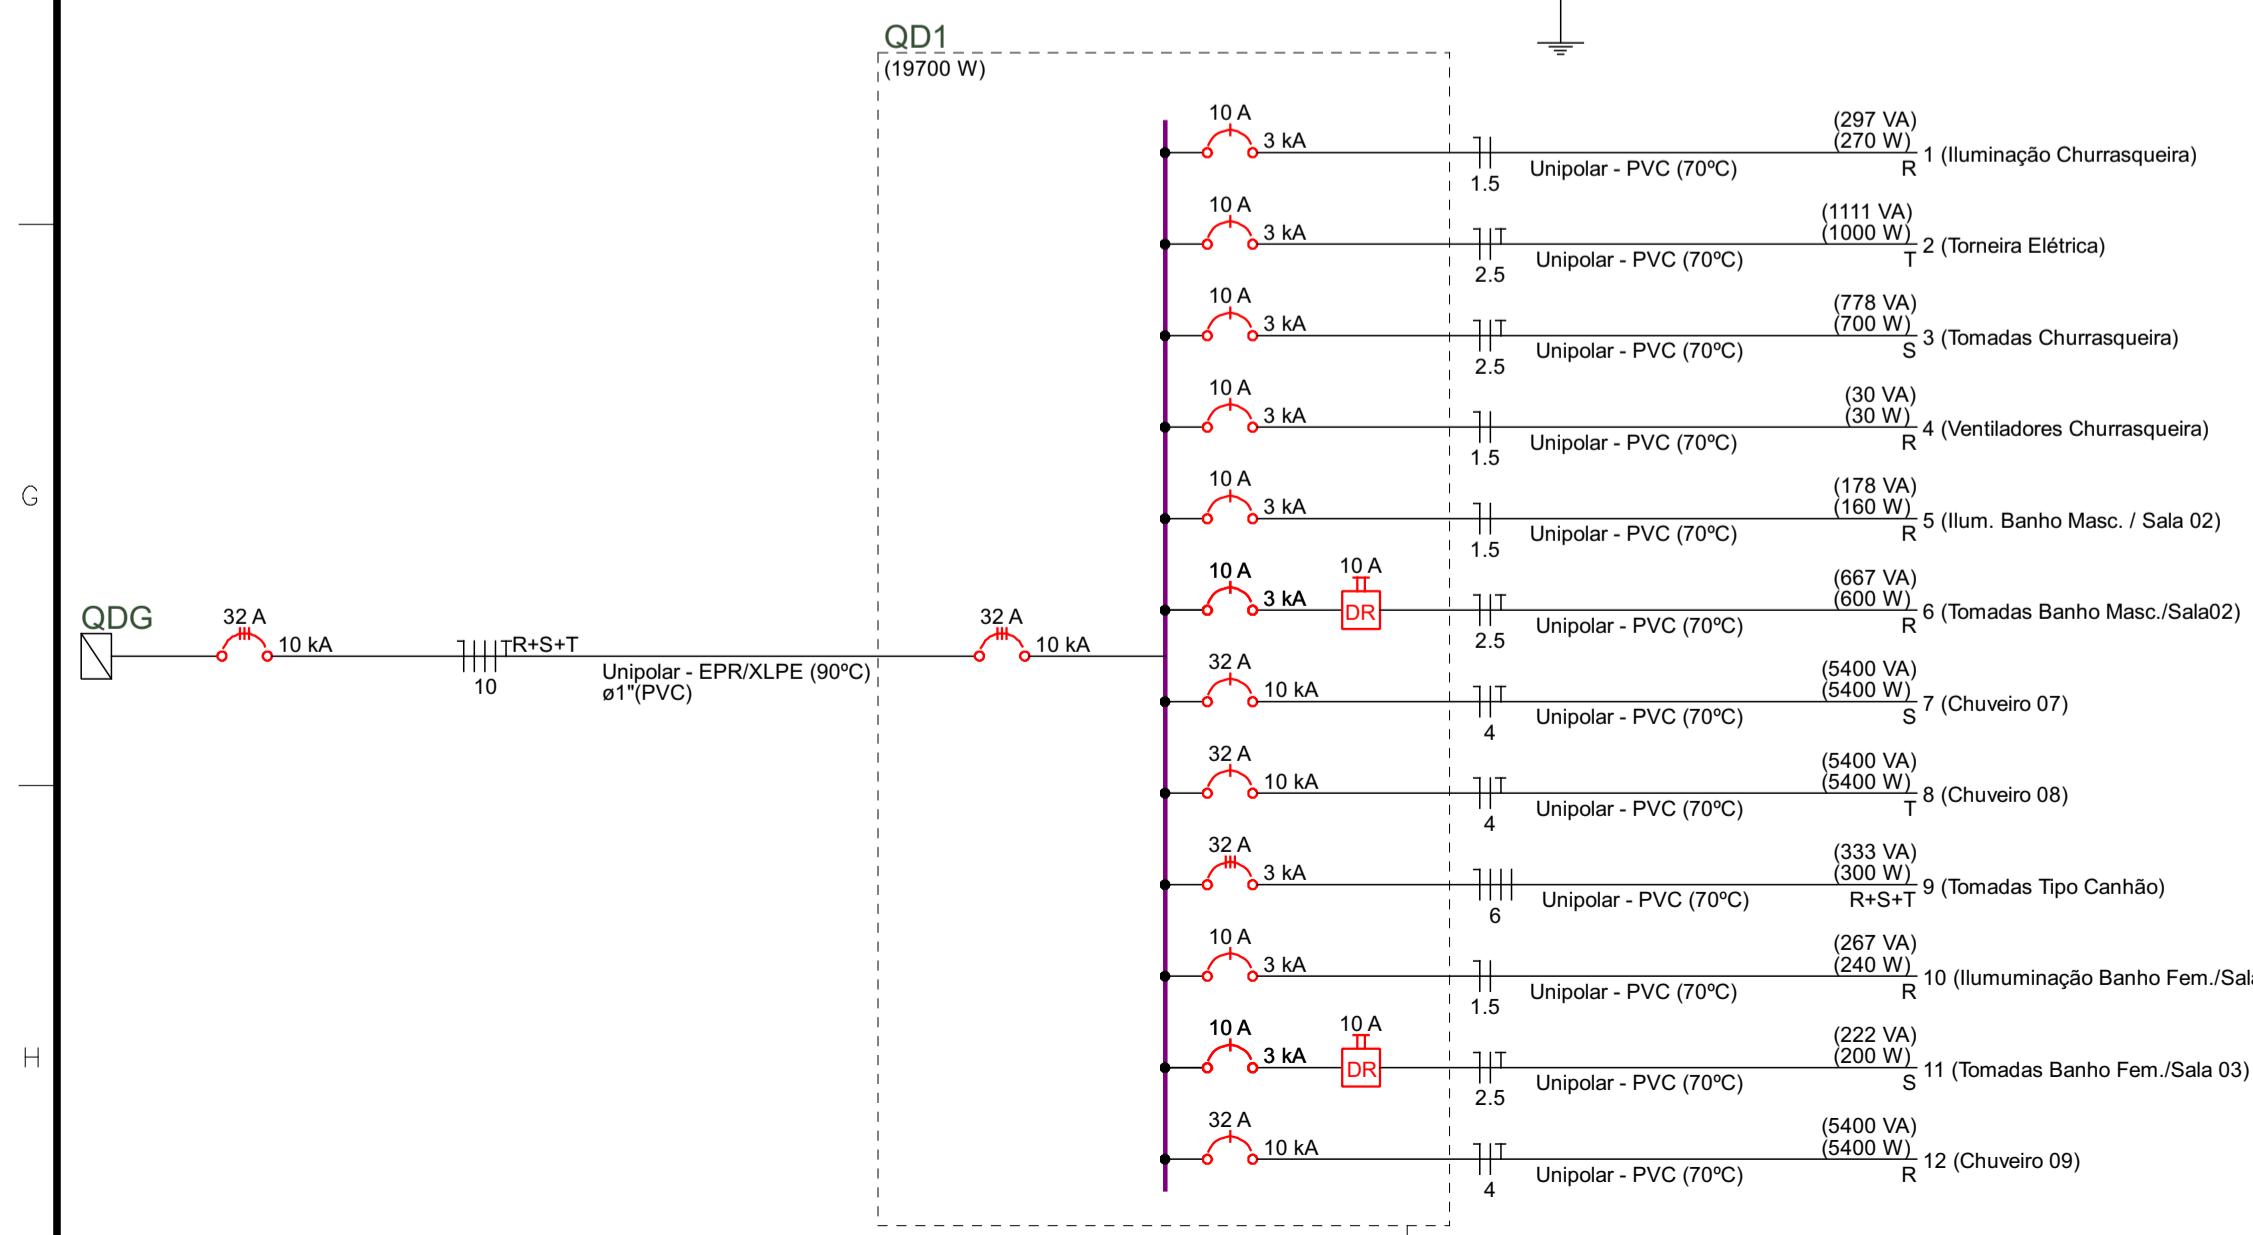 QD1
(19700 W)
10 A
3 kA
1.5
Unipolar - PVC (70ºC)
(297 VA)
(270 W)
R
1 (Iluminação Churrasqueira)
10 A
3 kA
T
2.5
Unipolar - PVC (70ºC)
(1111 VA)
(1000 W)
T
2 (Torneira Elétrica)
10 A
3 kA
T
2.5
Unipolar - PVC (70ºC)
(778 VA)
(700 W)
S
3 (Tomadas Churrasqueira)
10 A
3 kA
1.5
Unipolar - PVC (70ºC)
(30 VA)
(30 W)
R
4 (Ventiladores Churrasqueira)
G
10 A
3 kA
1.5
Unipolar - PVC (70ºC)
(178 VA)
(160 W)
R
5 (Ilum. Banho Masc. / Sala 02)
10 A
3 kA
10 A
DR
T
2.5
Unipolar - PVC (70ºC)
(667 VA)
(600 W)
R
6 (Tomadas Banho Masc./Sala02)
QDG
32 A
10 kA
T
R+S+T
10
Unipolar - EPR/XLPE (90ºC)
ø1"(PVC)
32 A
10 kA
32 A
10 kA
T
4
Unipolar - PVC (70ºC)
(5400 VA)
(5400 W)
S
7 (Chuveiro 07)
32 A
10 kA
T
4
Unipolar - PVC (70ºC)
(5400 VA)
(5400 W)
T
8 (Chuveiro 08)
32 A
3 kA
6
Unipolar - PVC (70ºC)
(333 VA)
(300 W)
R+S+T
9 (Tomadas Tipo Canhão)
10 A
3 kA
1.5
Unipolar - PVC (70ºC)
(267 VA)
(240 W)
R
10 (Ilumuminação Banho Fem./Sala
H
10 A
3 kA
10 A
DR
T
2.5
Unipolar - PVC (70ºC)
(222 VA)
(200 W)
S
11 (Tomadas Banho Fem./Sala 03)
32 A
10 kA
T
4
Unipolar - PVC (70ºC)
(5400 VA)
(5400 W)
R
12 (Chuveiro 09)